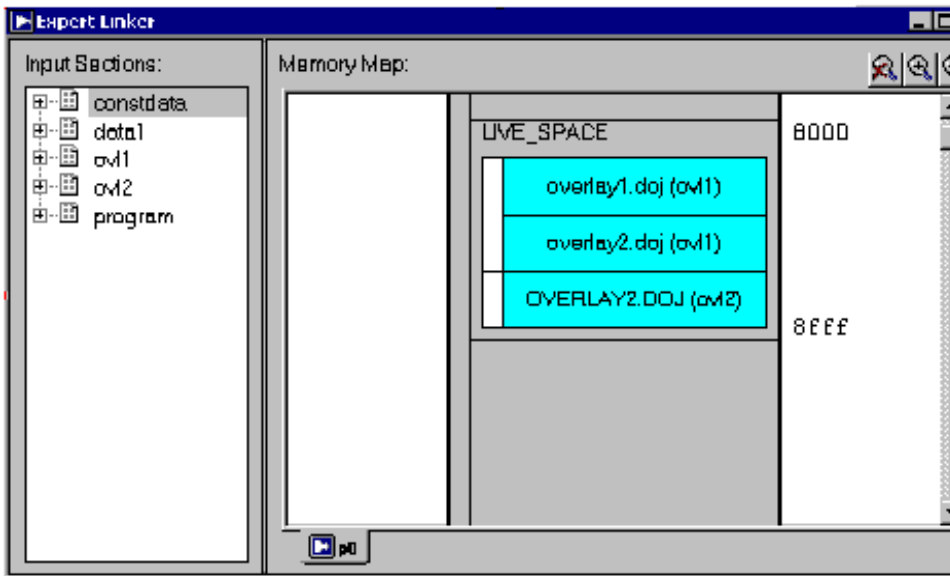 Expert Linker
Input Sections:
constdata
data1
ovl1
ovl2
program
Memory Map:
LIVE_SPACE
overlay1.doj (ovl1)
overlay2.doj (ovl1)
OVERLAY2.DOJ (ovl2)
8000
8fff
p0